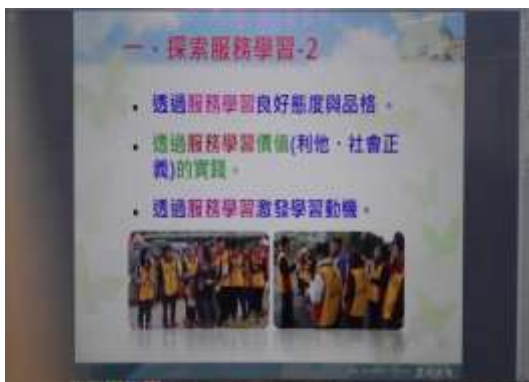 一、探索服務學習-2
• 透過服務學習良好態度與品格。
• 透過服務學習價值(利他、社會正
義)的實踐。
• 透過服務學習激發學習動機。